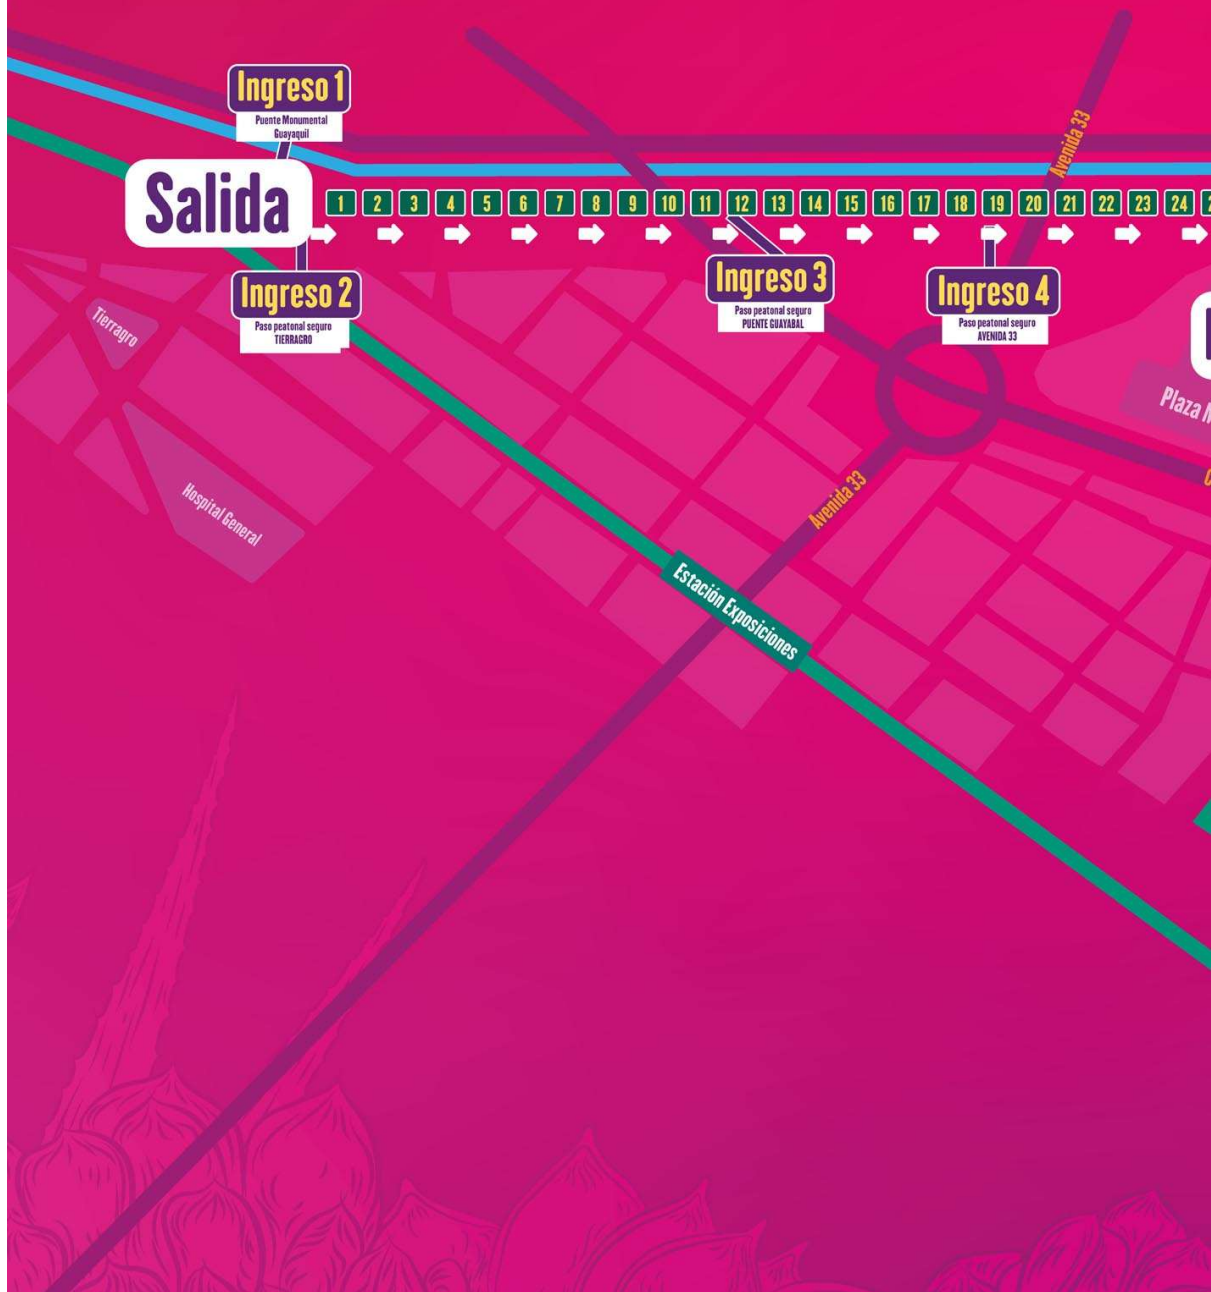 Ingreso 1
Puente Monumental
Guayaquil
Avenida 33
Salida
1 2 3 4 5 6 7 8 9 10 11 12 13 14 15 16 17 18 19 20 21 22 23 24
Ingreso 2
Paso peatonal seguro
TIERRAGRO
Ingreso 3
Paso peatonal seguro
PUENTE GUAYABAL
Ingreso 4
Paso peatonal seguro
AVENIDA 33
Tierragro
Plaza
Hospital General
Avenida 33
Estación Exposiciones